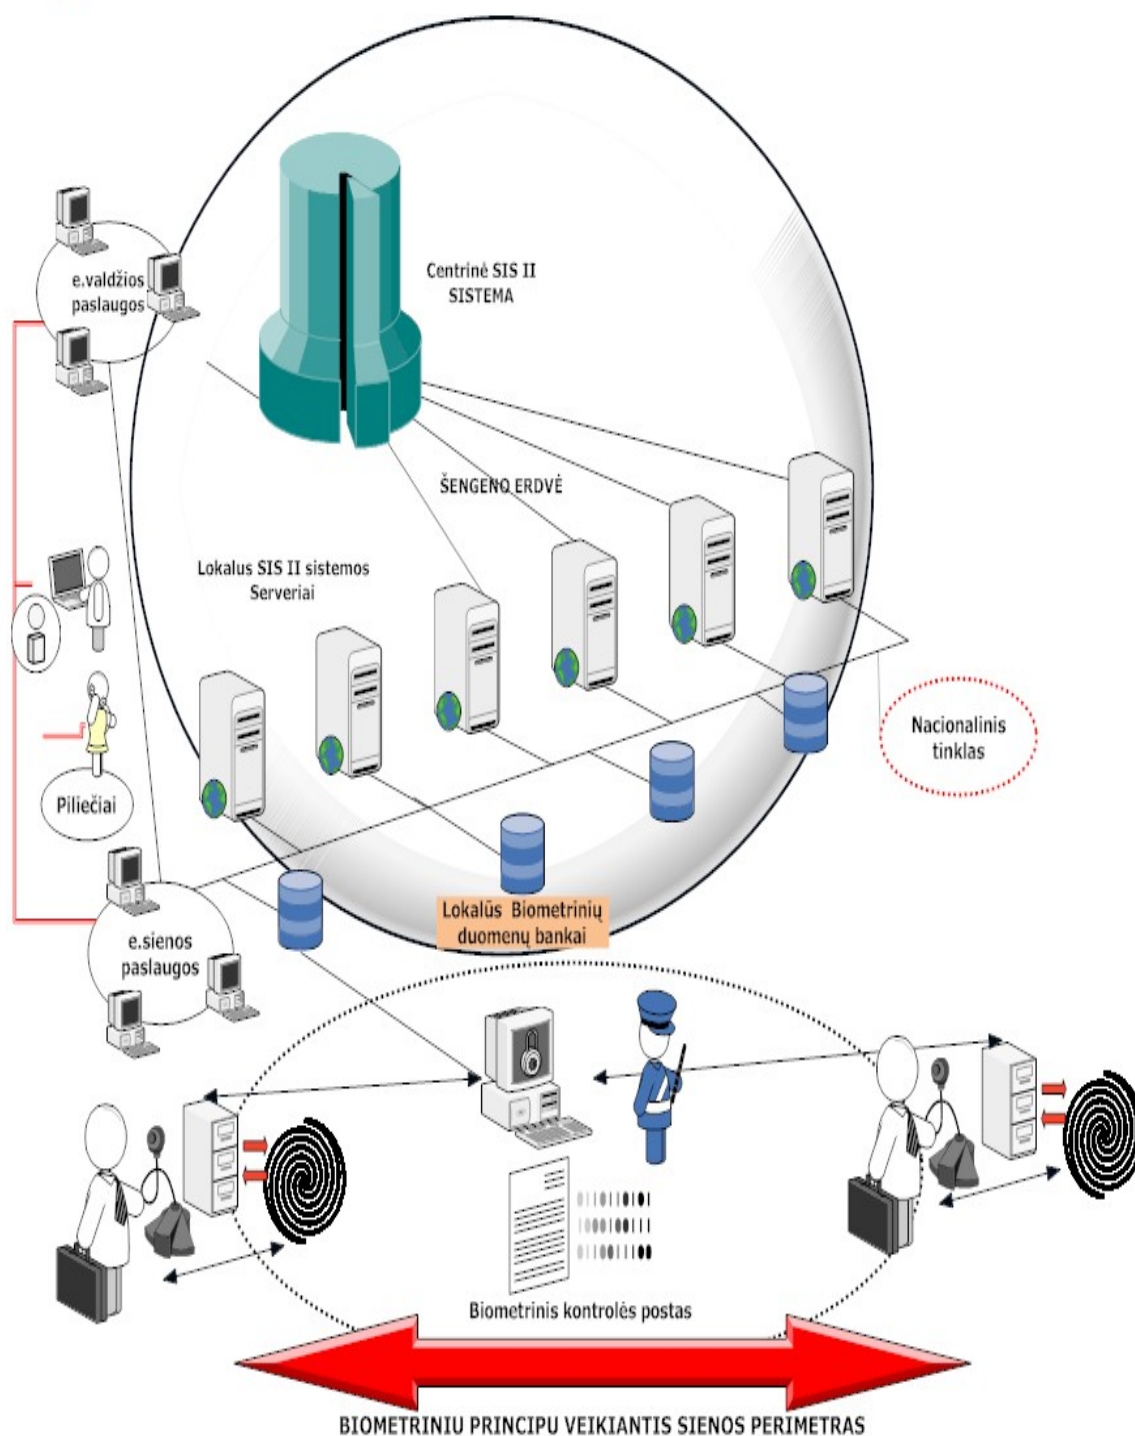 Centrinė SIS II
SISTEMA
e.valdžios
paslaugos
ŠENGENO ERDVĖ
Lokalus SIS II sistemos
Serveriai
Nacionalinis
tinklas
Piliečiai
Lokalūs Biometrinių
duomenų bankai
e.sienos
paslaugos
Biometrinis kontrolės postas
BIOMETRINIU PRINCIPU VEIKIANTIS SIENOS PERIMETRAS